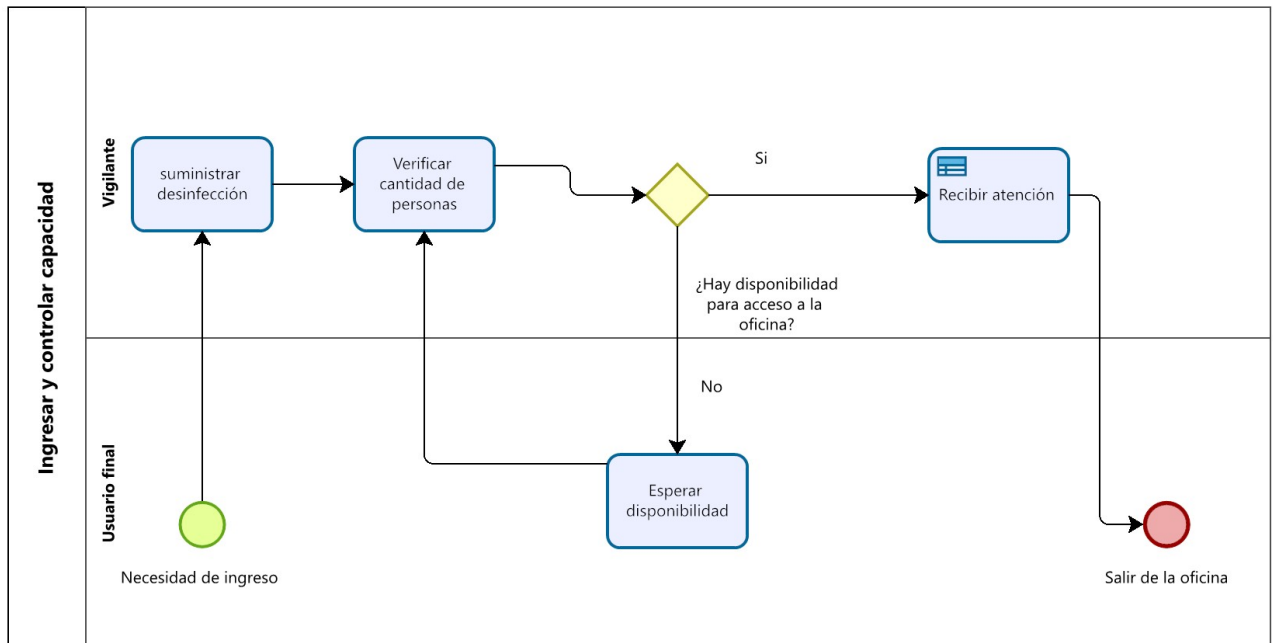 Ingresar y controlar capacidad
Vigilante
suministrar
desinfección
Verificar
cantidad de
personas
Si
Recibir atención
¿Hay disponibilidad
para acceso a la
oficina?
Usuario final
No
Esperar
disponibilidad
Necesidad de ingreso
Salir de la oficina